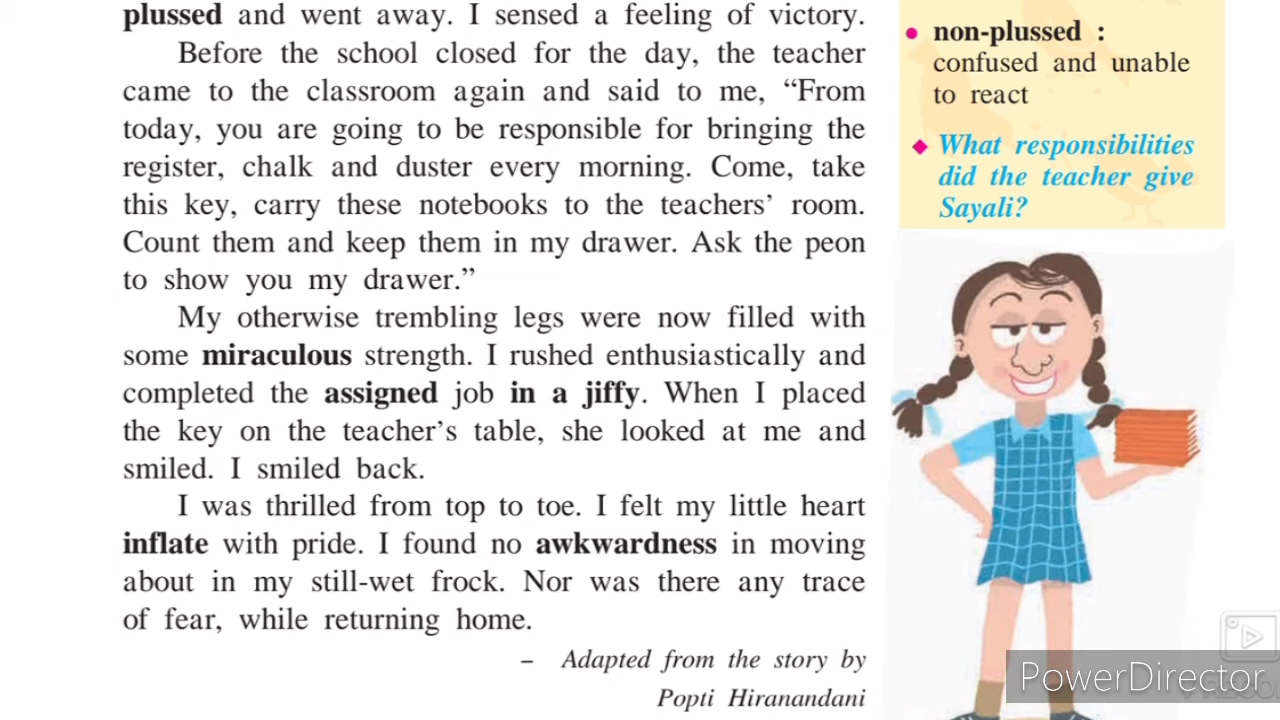 plussed and went away. I sensed a feeling of victory.
Before the school closed for the day, the teacher
came to the classroom again and said to me, “From
today, you are going to be responsible for bringing the
register, chalk and duster every morning. Come, take
this key, carry these notebooks to the teachers’ room.
Count them and keep them in my drawer. Ask the peon
to show you my drawer.”
My otherwise trembling legs were now filled with
some miraculous strength. I rushed enthusiastically and
completed the assigned job in a jiffy. When I placed
the key on the teacher’s table, she looked at me and
smiled. I smiled back.
I was thrilled from top to toe. I felt my little heart
inflate with pride. I found no awkwardness in moving
about in my still-wet frock. Nor was there any trace
of fear, while returning home.
– Adapted from the story by
Popti Hiranandani
● non-plussed :
confused and unable
to react
◆ What responsibilities
did the teacher give
Sayali?
PowerDirector